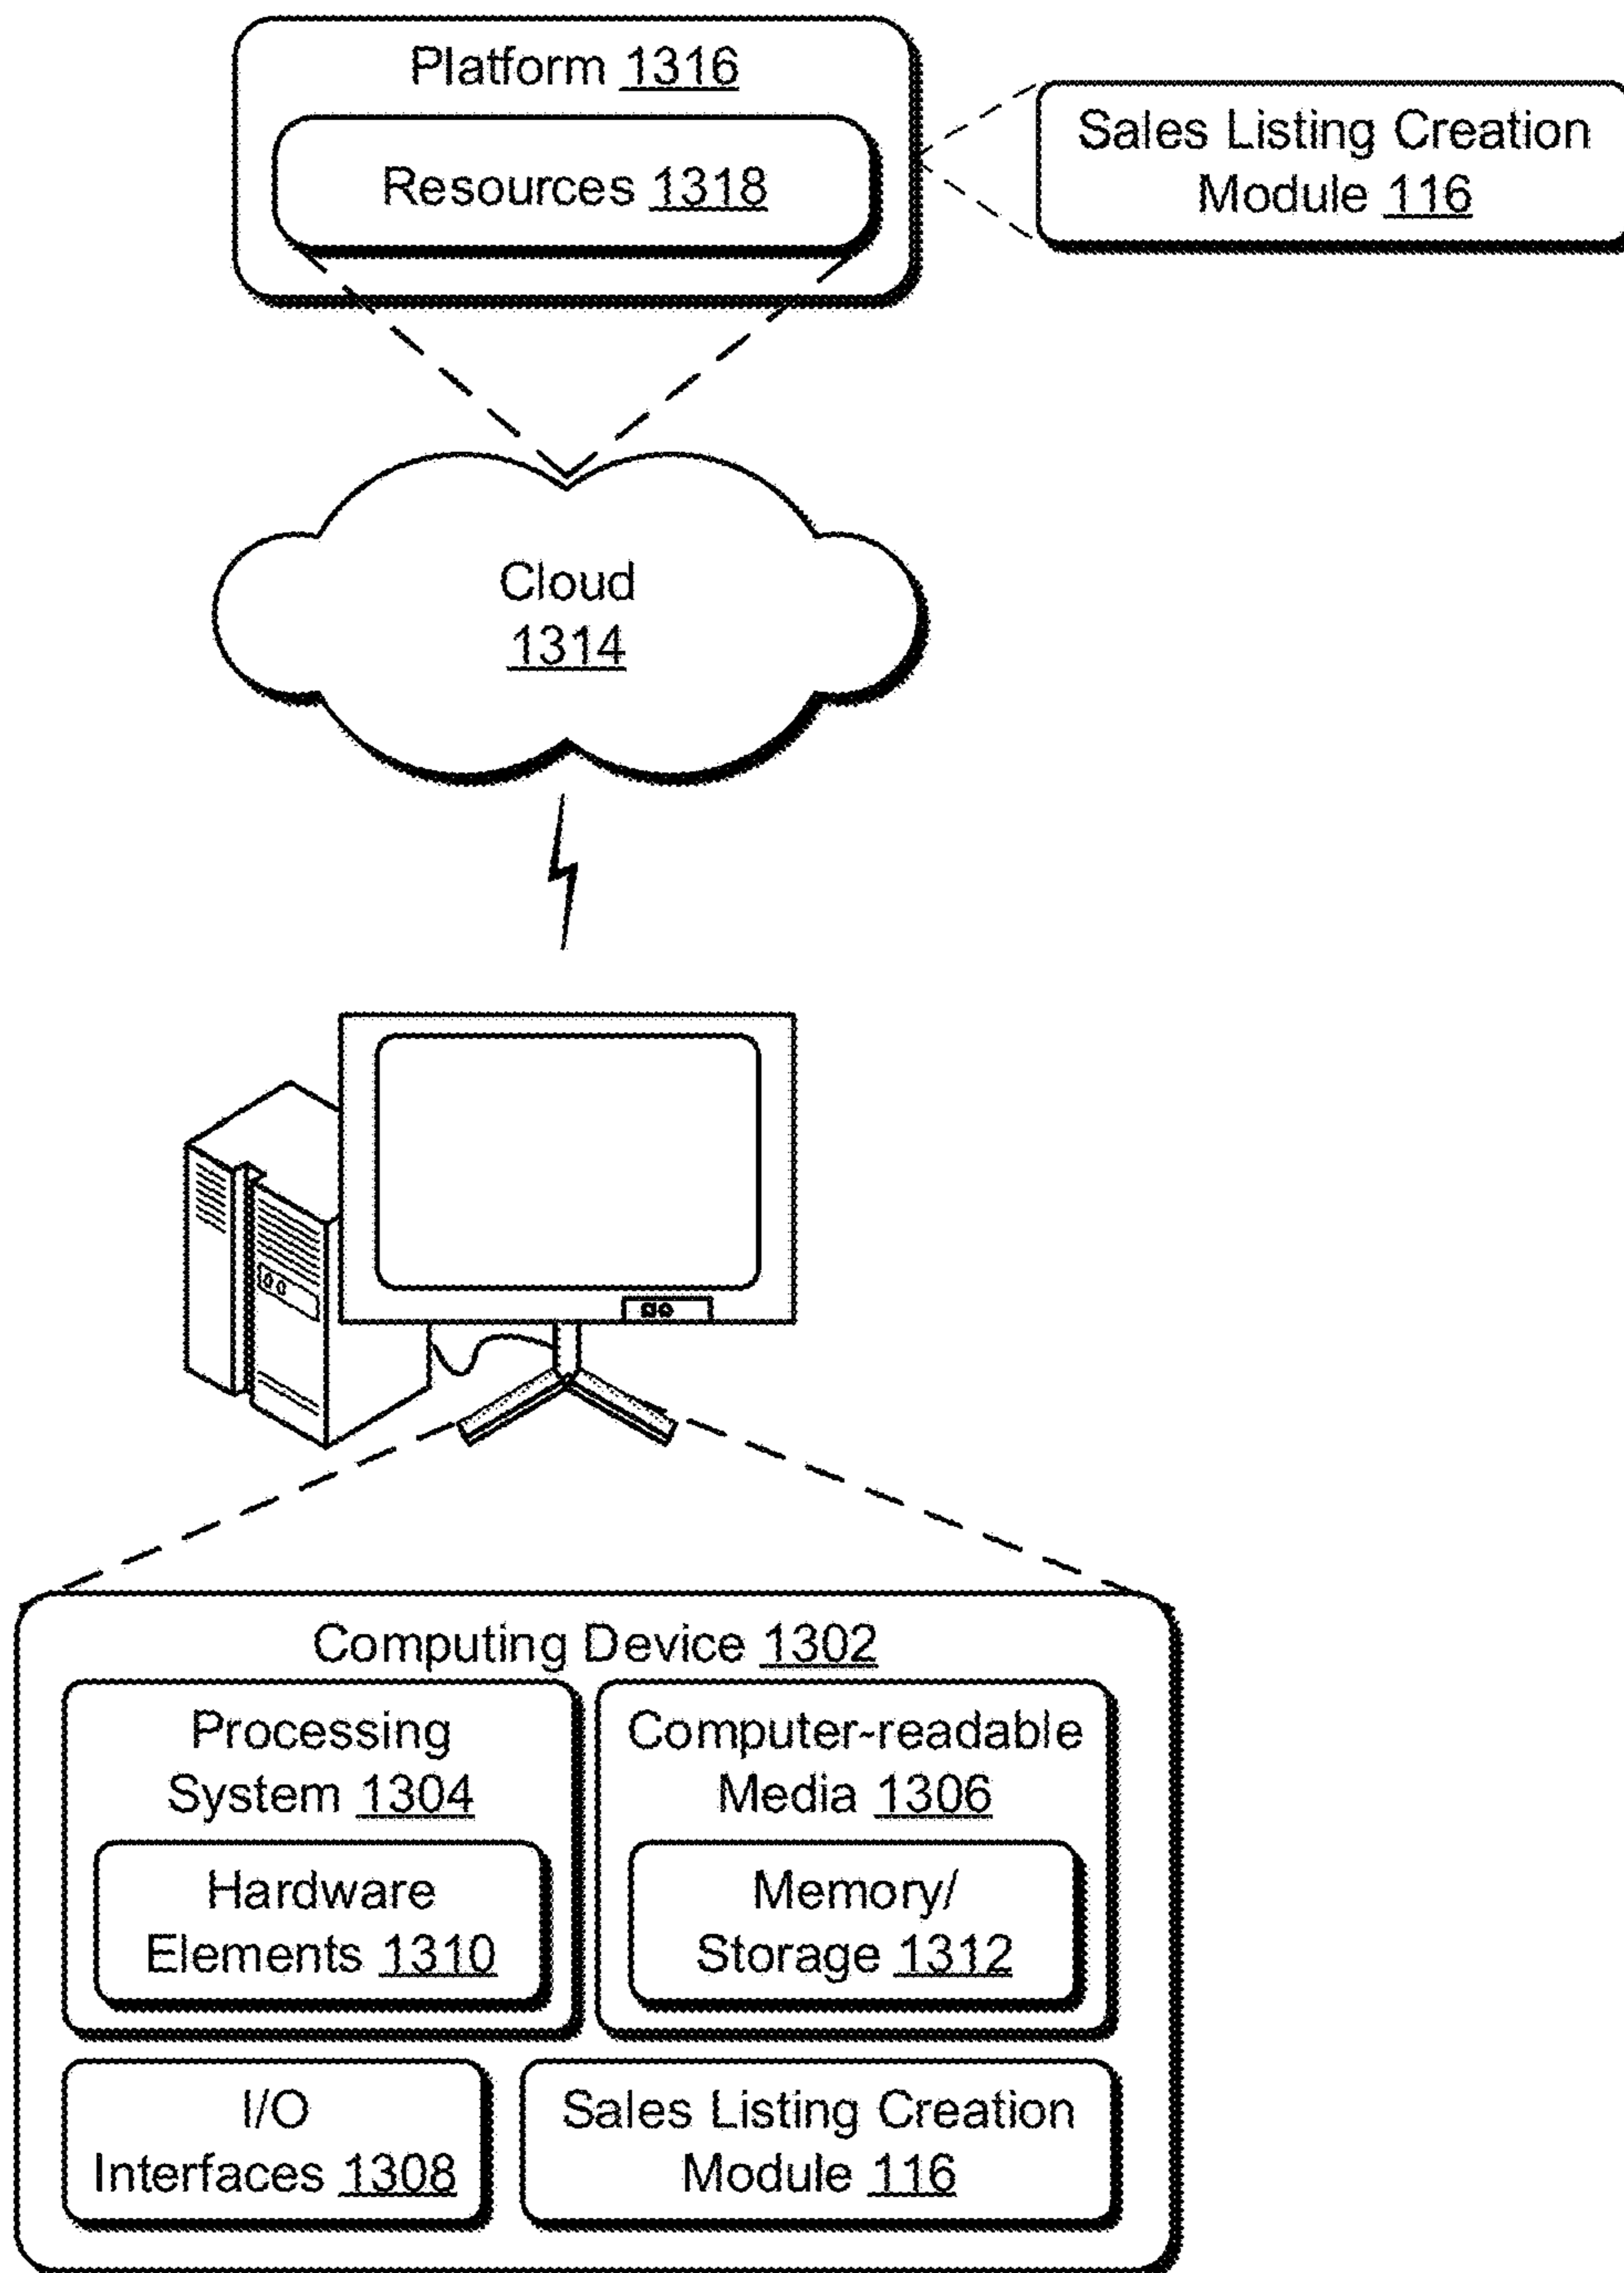 Platform 1316
Resources 1318
Sales Listing Creation
Module 116
Cloud
1314
Computing Device 1302
Processing
System 1304
Hardware
Elements 1310
Computer-readable
Media 1306
Memory/
Storage 1312
I/O
Interfaces 1308
Sales Listing Creation
Module 116